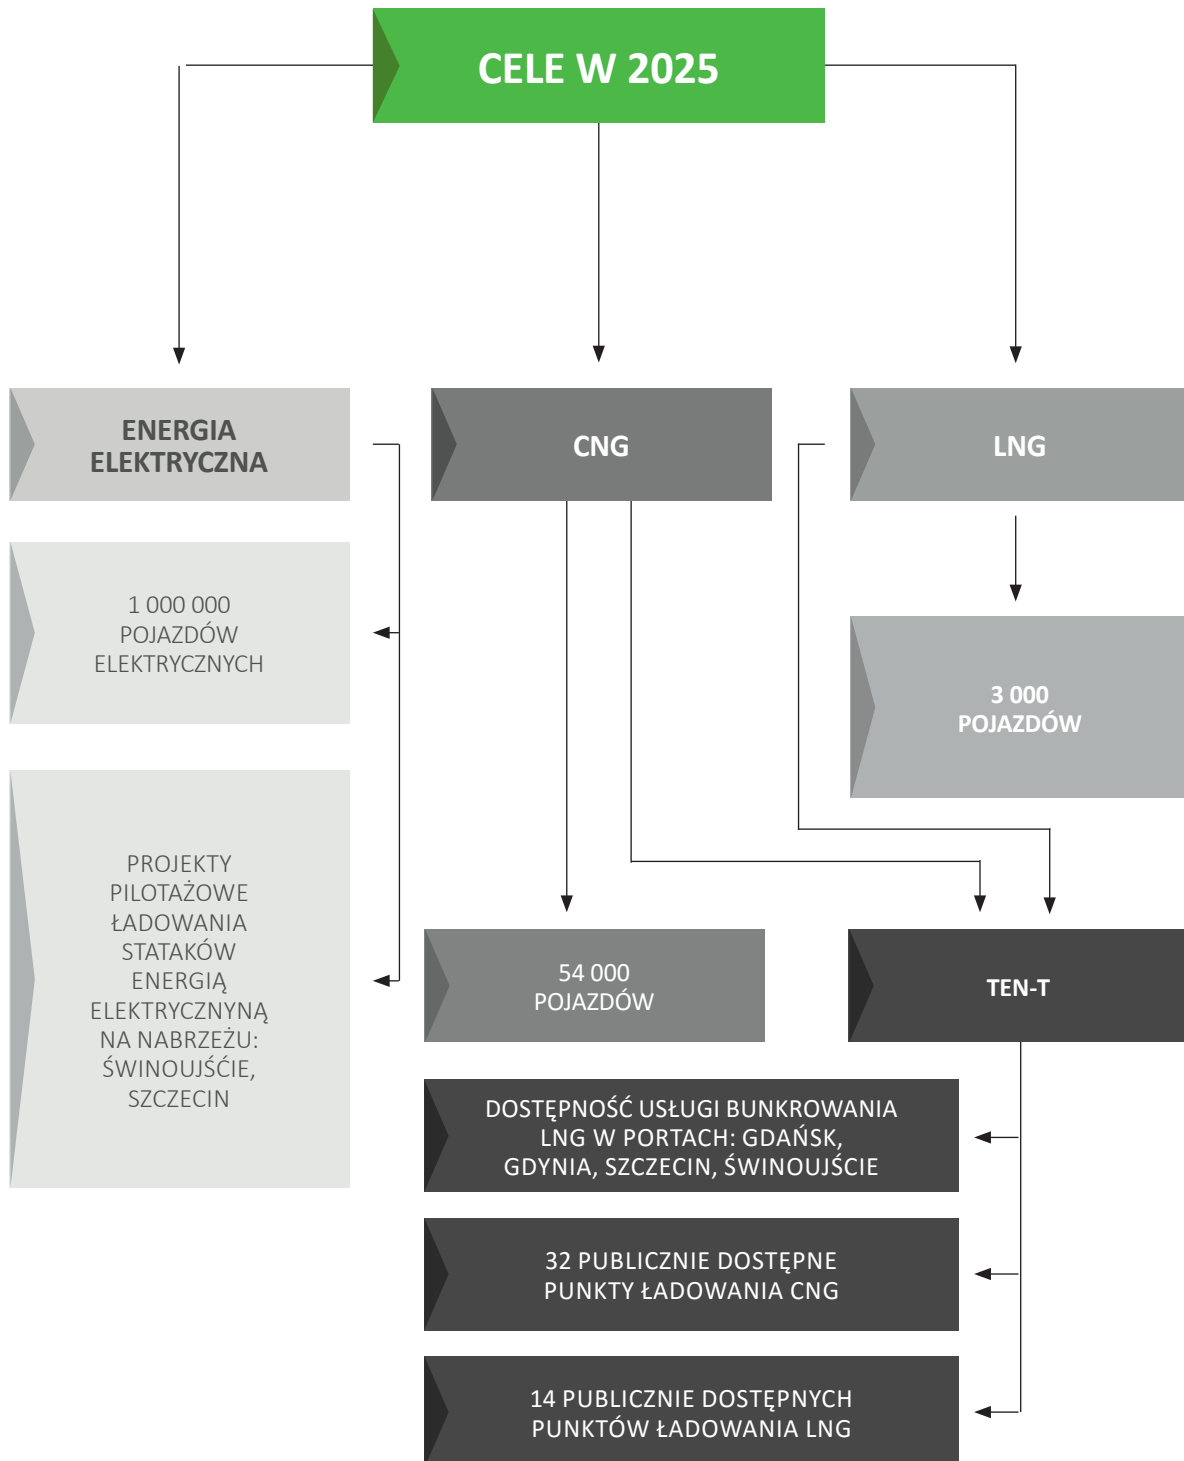 CELE W 2025
ENERGIA
ELEKTRYCZNA
CNG
LNG
1 000 000
POJAZDÓW
ELEKTRYCZNYCH
3 000
POJAZDÓW
PROJEKTY
PILOTAŻOWE
ŁADOWANIA
STATAKÓW
ENERGIĄ
ELEKTRYCZNYNĄ
NA NABRZEŻU:
ŚWINOUJŚĆIE,
SZCZECIN
54 000
POJAZDÓW
TEN-T
DOSTĘPNOŚĆ USŁUGI BUNKROWANIA
LNG W PORTACH: GDAŃSK,
GDYNIA, SZCZECIN, ŚWINOUJŚCIE
32 PUBLICZNIE DOSTĘPNE
PUNKTY ŁADOWANIA CNG
14 PUBLICZNIE DOSTĘPNYCH
PUNKTÓW ŁADOWANIA LNG